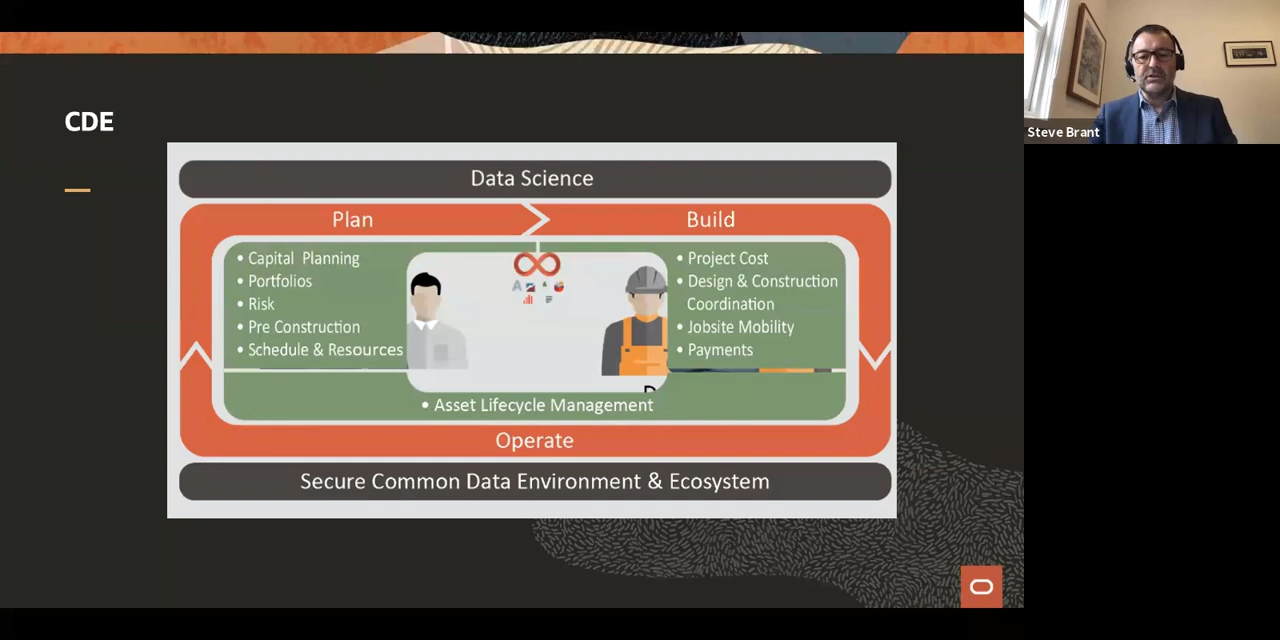 CDE
Data Science
Plan
Build
• Capital Planning
• Portfolios
• Risk
• Pre Construction
• Schedule & Resources
• Project Cost
• Design & Construction
Coordination
• Jobsite Mobility
• Payments
• Asset Lifecycle Management
Operate
Secure Common Data Environment & Ecosystem
Steve Brant